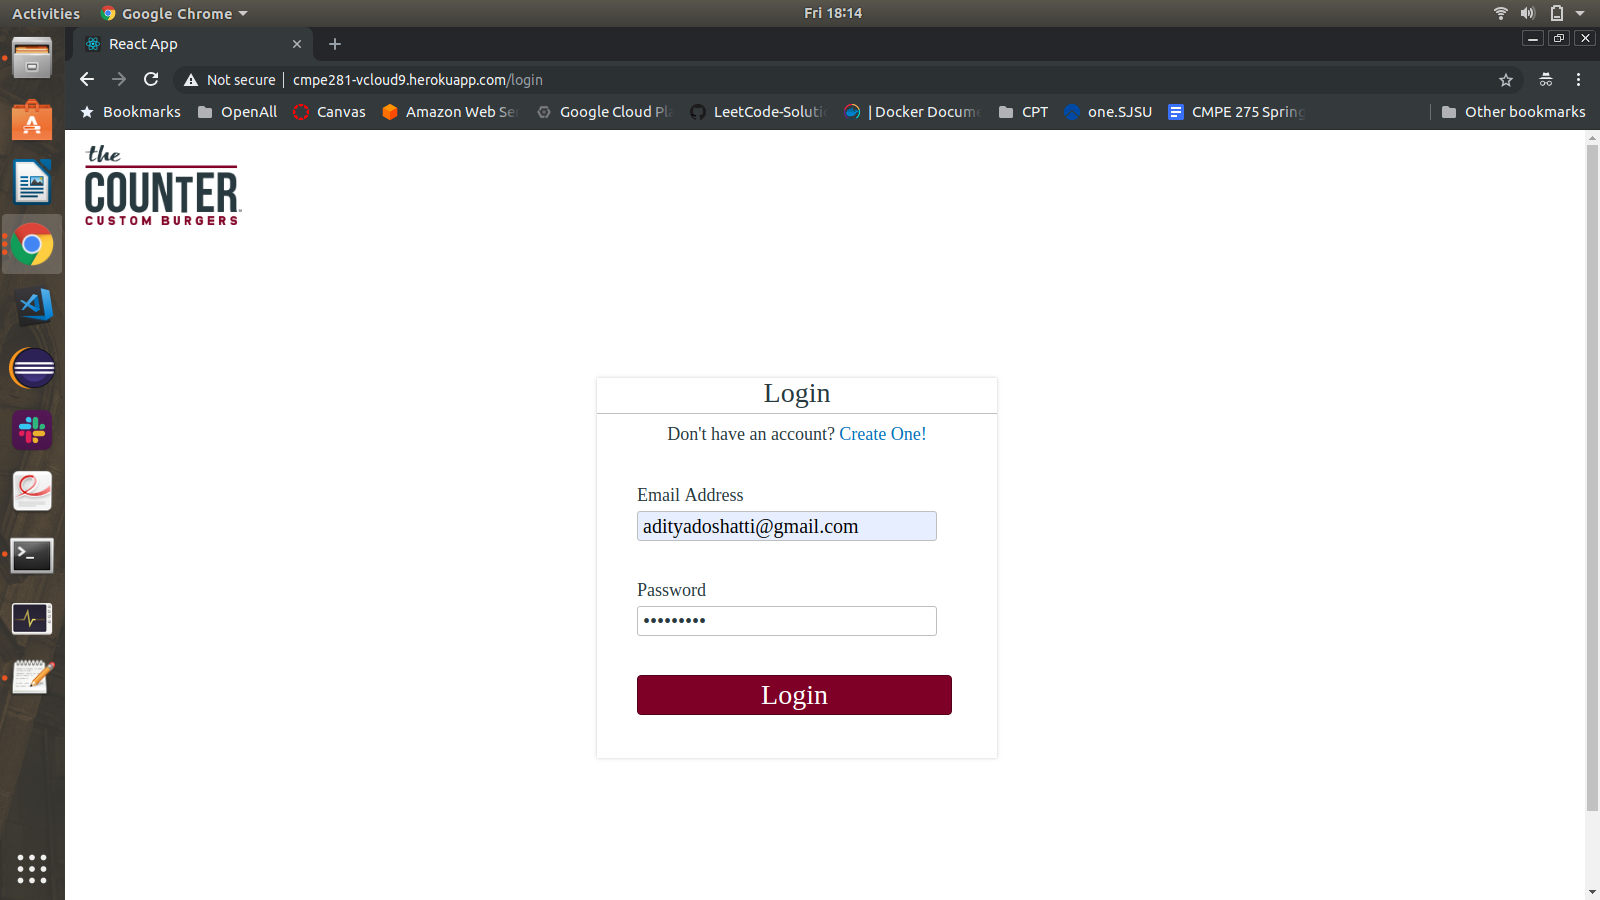 Activities
Google Chrome
Fri 18:14
React App
Not secure
cmpe281-vcloud9.herokuapp.com/login
Bookmarks
OpenAll
Canvas
Amazon Web Se
Google Cloud Pl
LeetCode-Soluti
| Docker Docum
CPT
one.SJSU
CMPE 275 Spring
Other bookmarks
the
COUNTER
CUSTOM BURGERS
Login
Don't have an account? Create One!
Email Address
adityadoshatti@gmail.com
Password
•••••••••
Login